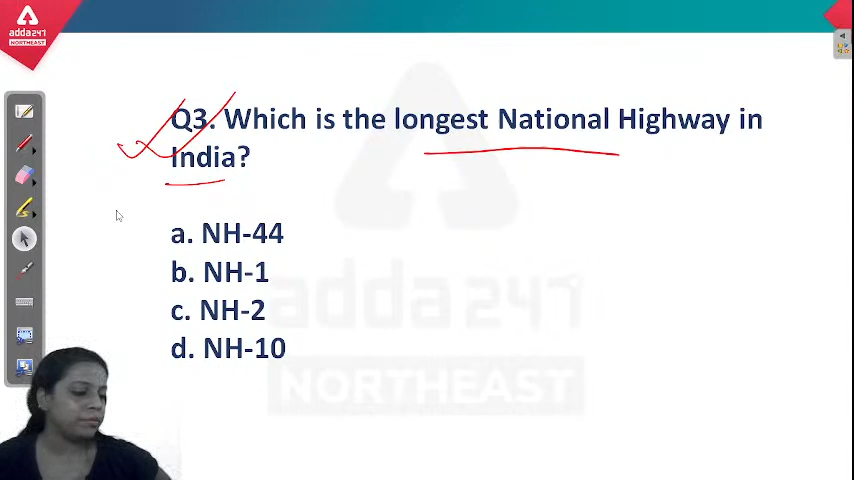 adda247
NORTHEAST
Q3. Which is the longest National Highway in
India?
a. NH-44
b. NH-1
c. NH-2
d. NH-10
adda247
NORTHEAST